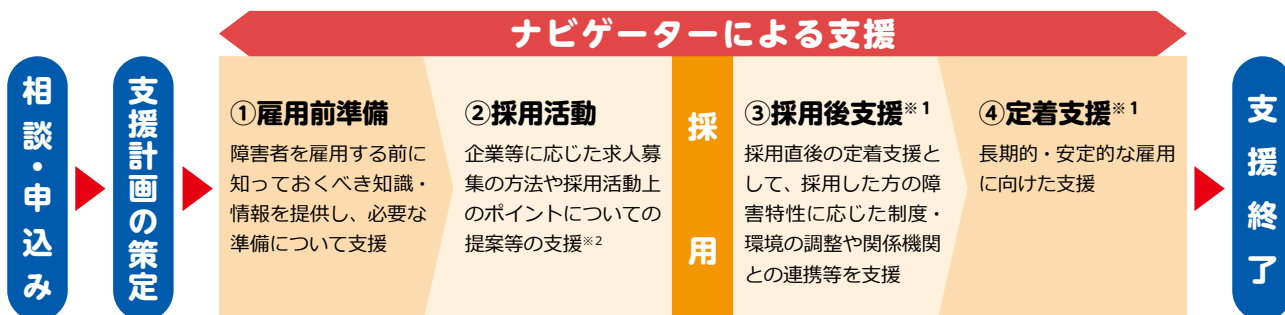 ナビゲーターによる支援
相談・申込み
支援計画の策定
①雇用前準備
障害者を雇用する前に
知っておくべき知識・
情報を提供し、必要な
準備について支援
②採用活動
企業等に応じた求人募
集の方法や採用活動上
のポイントについての
提案等の支援※2
採用
③採用後支援※1
採用直後の定着支援と
して、採用した方の障
害特性に応じた制度・
環境の調整や関係機関
との連携等を支援
④定着支援※1
長期的・安定的な雇用
に向けた支援
支援終了